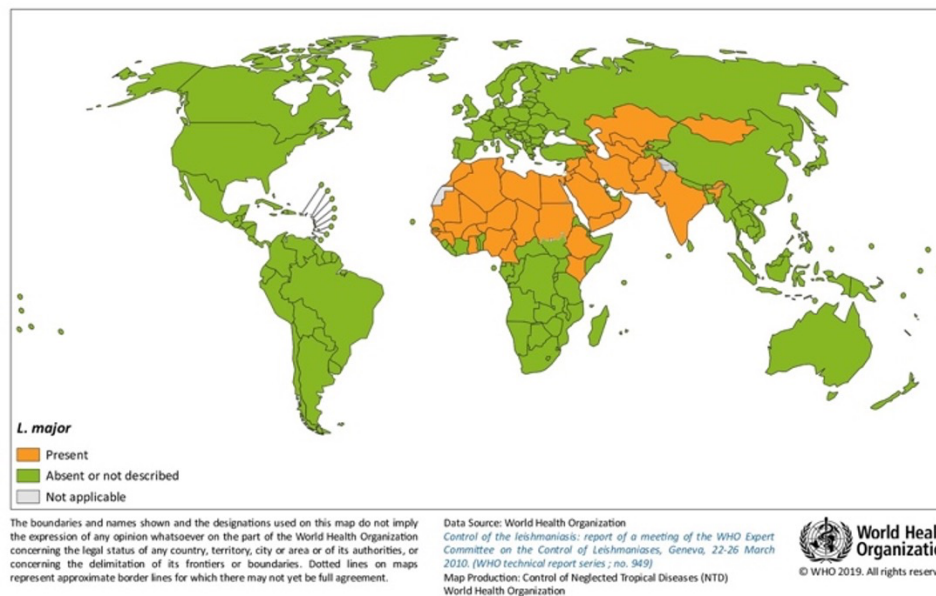 L. major
Present
Absent or not described
Not applicable
The boundaries and names shown and the designations used on this map do not imply
the expression of any opinion whatsoever on the part of the World Health Organization
concerning the legal status of any country, territory, city or area or of its authorities, or
concerning the delimitation of its frontiers or boundaries. Dotted lines on maps
represent approximate border lines for which there may not yet be full agreement.
Data Source: World Health Organization
Control of the leishmaniasis: report of a meeting of the WHO Expert
Committee on the Control of Leishmaniases, Geneva, 22-26 March
2010. (WHO technical report series ; no. 949)
Map Production: Control of Neglected Tropical Diseases (NTD)
World Health Organization
World Heal
Organizatio
© WHO 2019. All rights reserv